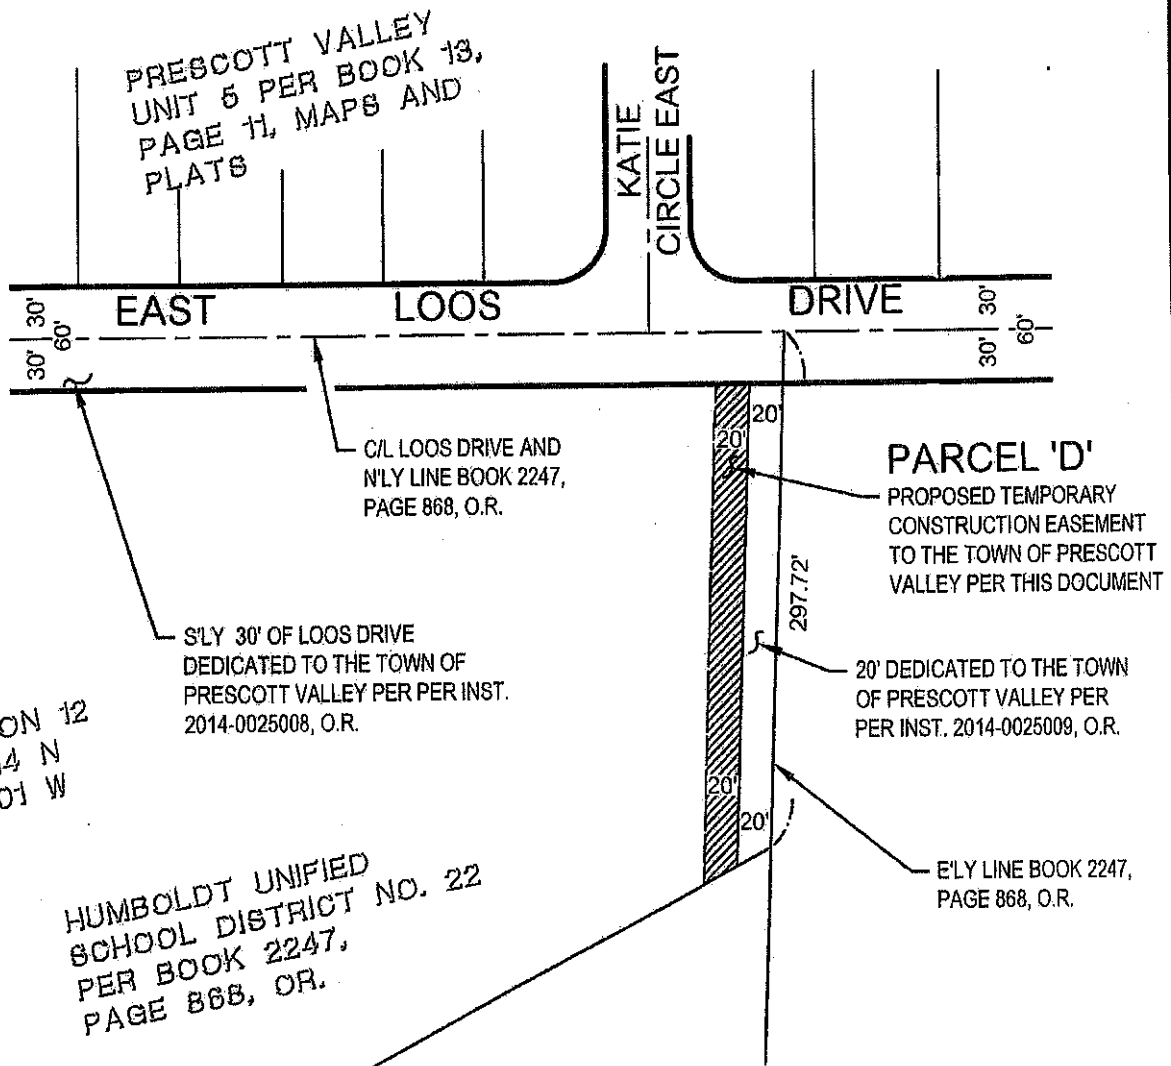 PRESCOTT VALLEY
UNIT 5 PER BOOK 13,
PAGE 11, MAPS AND
PLATS
KATIE
CIRCLE EAST
EAST LOOS DRIVE
30'
60'
30'
30'
60'
30'
C/L LOOS DRIVE AND
N'LY LINE BOOK 2247,
PAGE 868, O.R.
20'
20'
PARCEL 'D'
PROPOSED TEMPORARY
CONSTRUCTION EASEMENT
TO THE TOWN OF PRESCOTT
VALLEY PER THIS DOCUMENT
297.72'
S'LY 30' OF LOOS DRIVE
DEDICATED TO THE TOWN OF
PRESCOTT VALLEY PER PER INST.
2014-0025008, O.R.
20' DEDICATED TO THE TOWN
OF PRESCOTT VALLEY PER
PER INST. 2014-0025009, O.R.
ON 12
4 N
01 W
20'
20'
E'LY LINE BOOK 2247,
PAGE 868, O.R.
HUMBOLDT UNIFIED
SCHOOL DISTRICT NO. 22
PER BOOK 2247,
PAGE 868, OR.